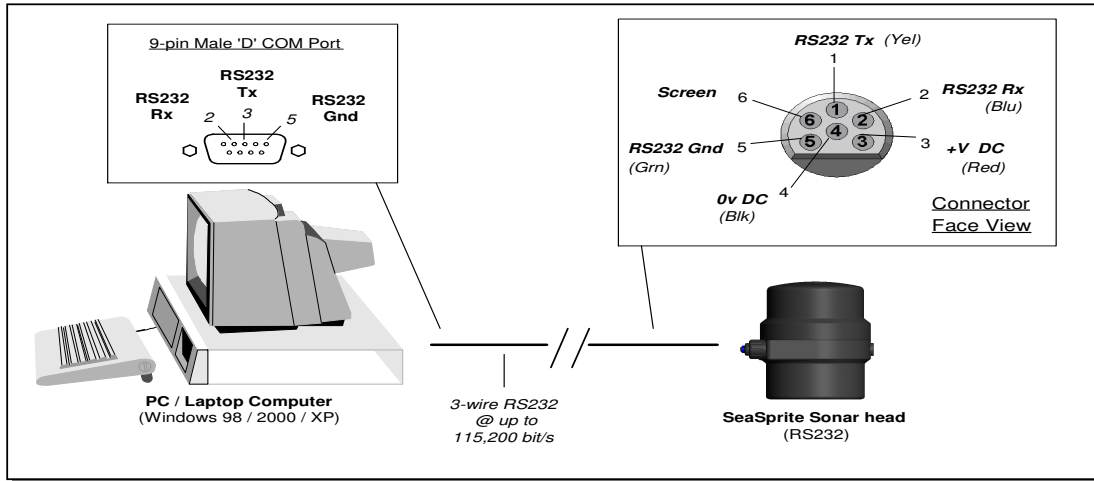 9-pin Male 'D' COM Port
RS232
Tx
RS232
Rx
RS232
Gnd
2
3
5
RS232 Tx (Yel)
1
Screen
6
2
RS232 Rx
(Blu)
1
6
2
4
5
3
RS232 Gnd
5
(Grn)
3
+V DC
(Red)
0v DC
4
(Blk)
Connector
Face View
PC / Laptop Computer
(Windows 98 / 2000 / XP)
3-wire RS232
@ up to
115,200 bit/s
SeaSprite Sonar head
(RS232)